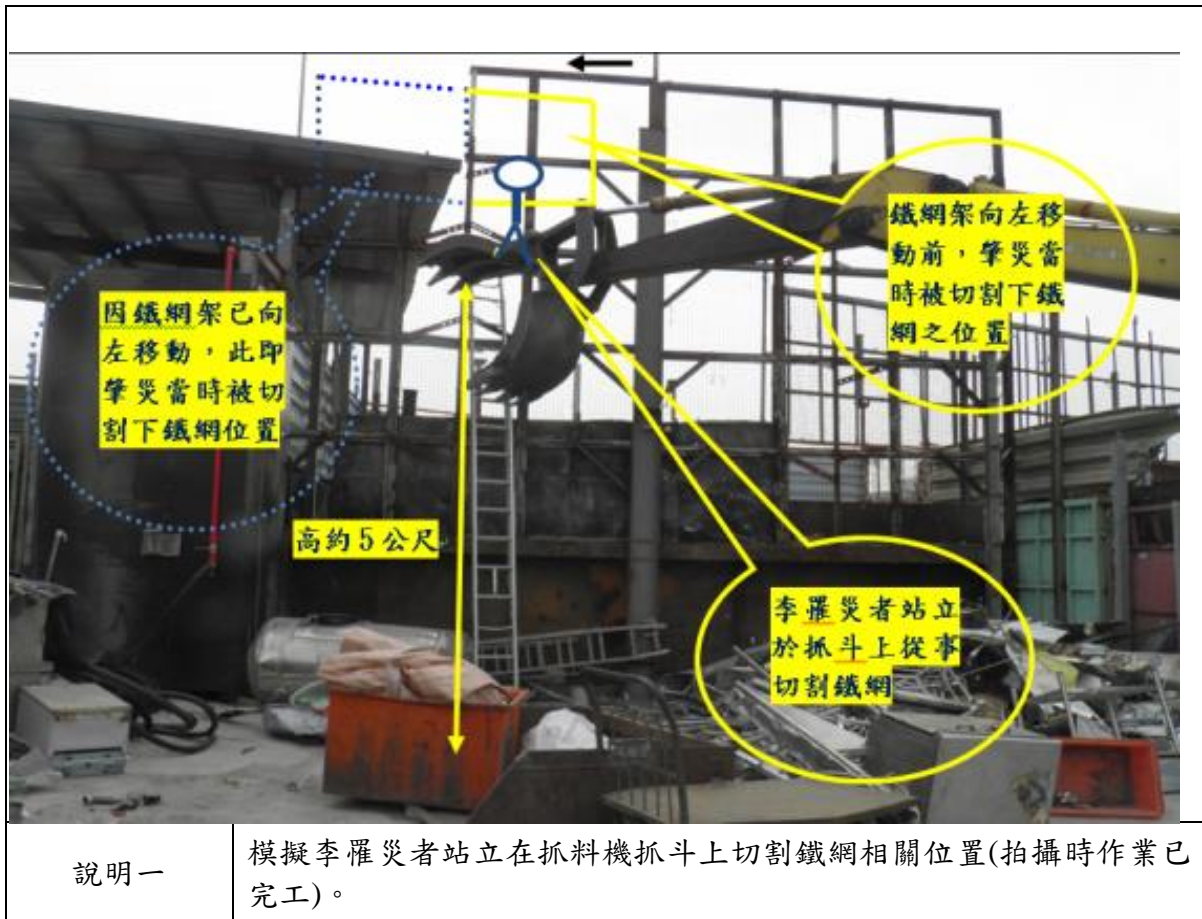 鐵網架向左移
動前，肇災當
時被切割下鐵
網之位置
因鐵網架已向
左移動，此即
肇災當時被切
割下鐵網位置
高約5公尺
李罹災者站立
於抓斗上從事
切割鐵網
說明一
模擬李罹災者站立在抓料機抓斗上切割鐵網相關位置(拍攝時作業已
完工)。